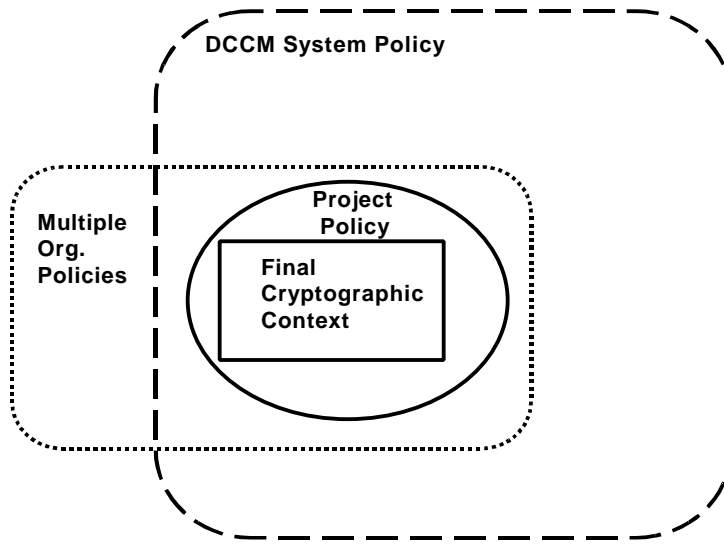 DCCM System Policy
Multiple
Org.
Policies
Project
Policy
Final
Cryptographic
Context